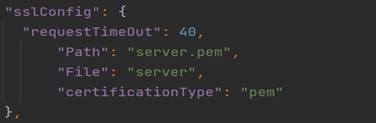 "sslConfig": {
"requestTimeOut": 40,
"Path": "server.pem",
"File": "server",
"certificationType": "pem"
},